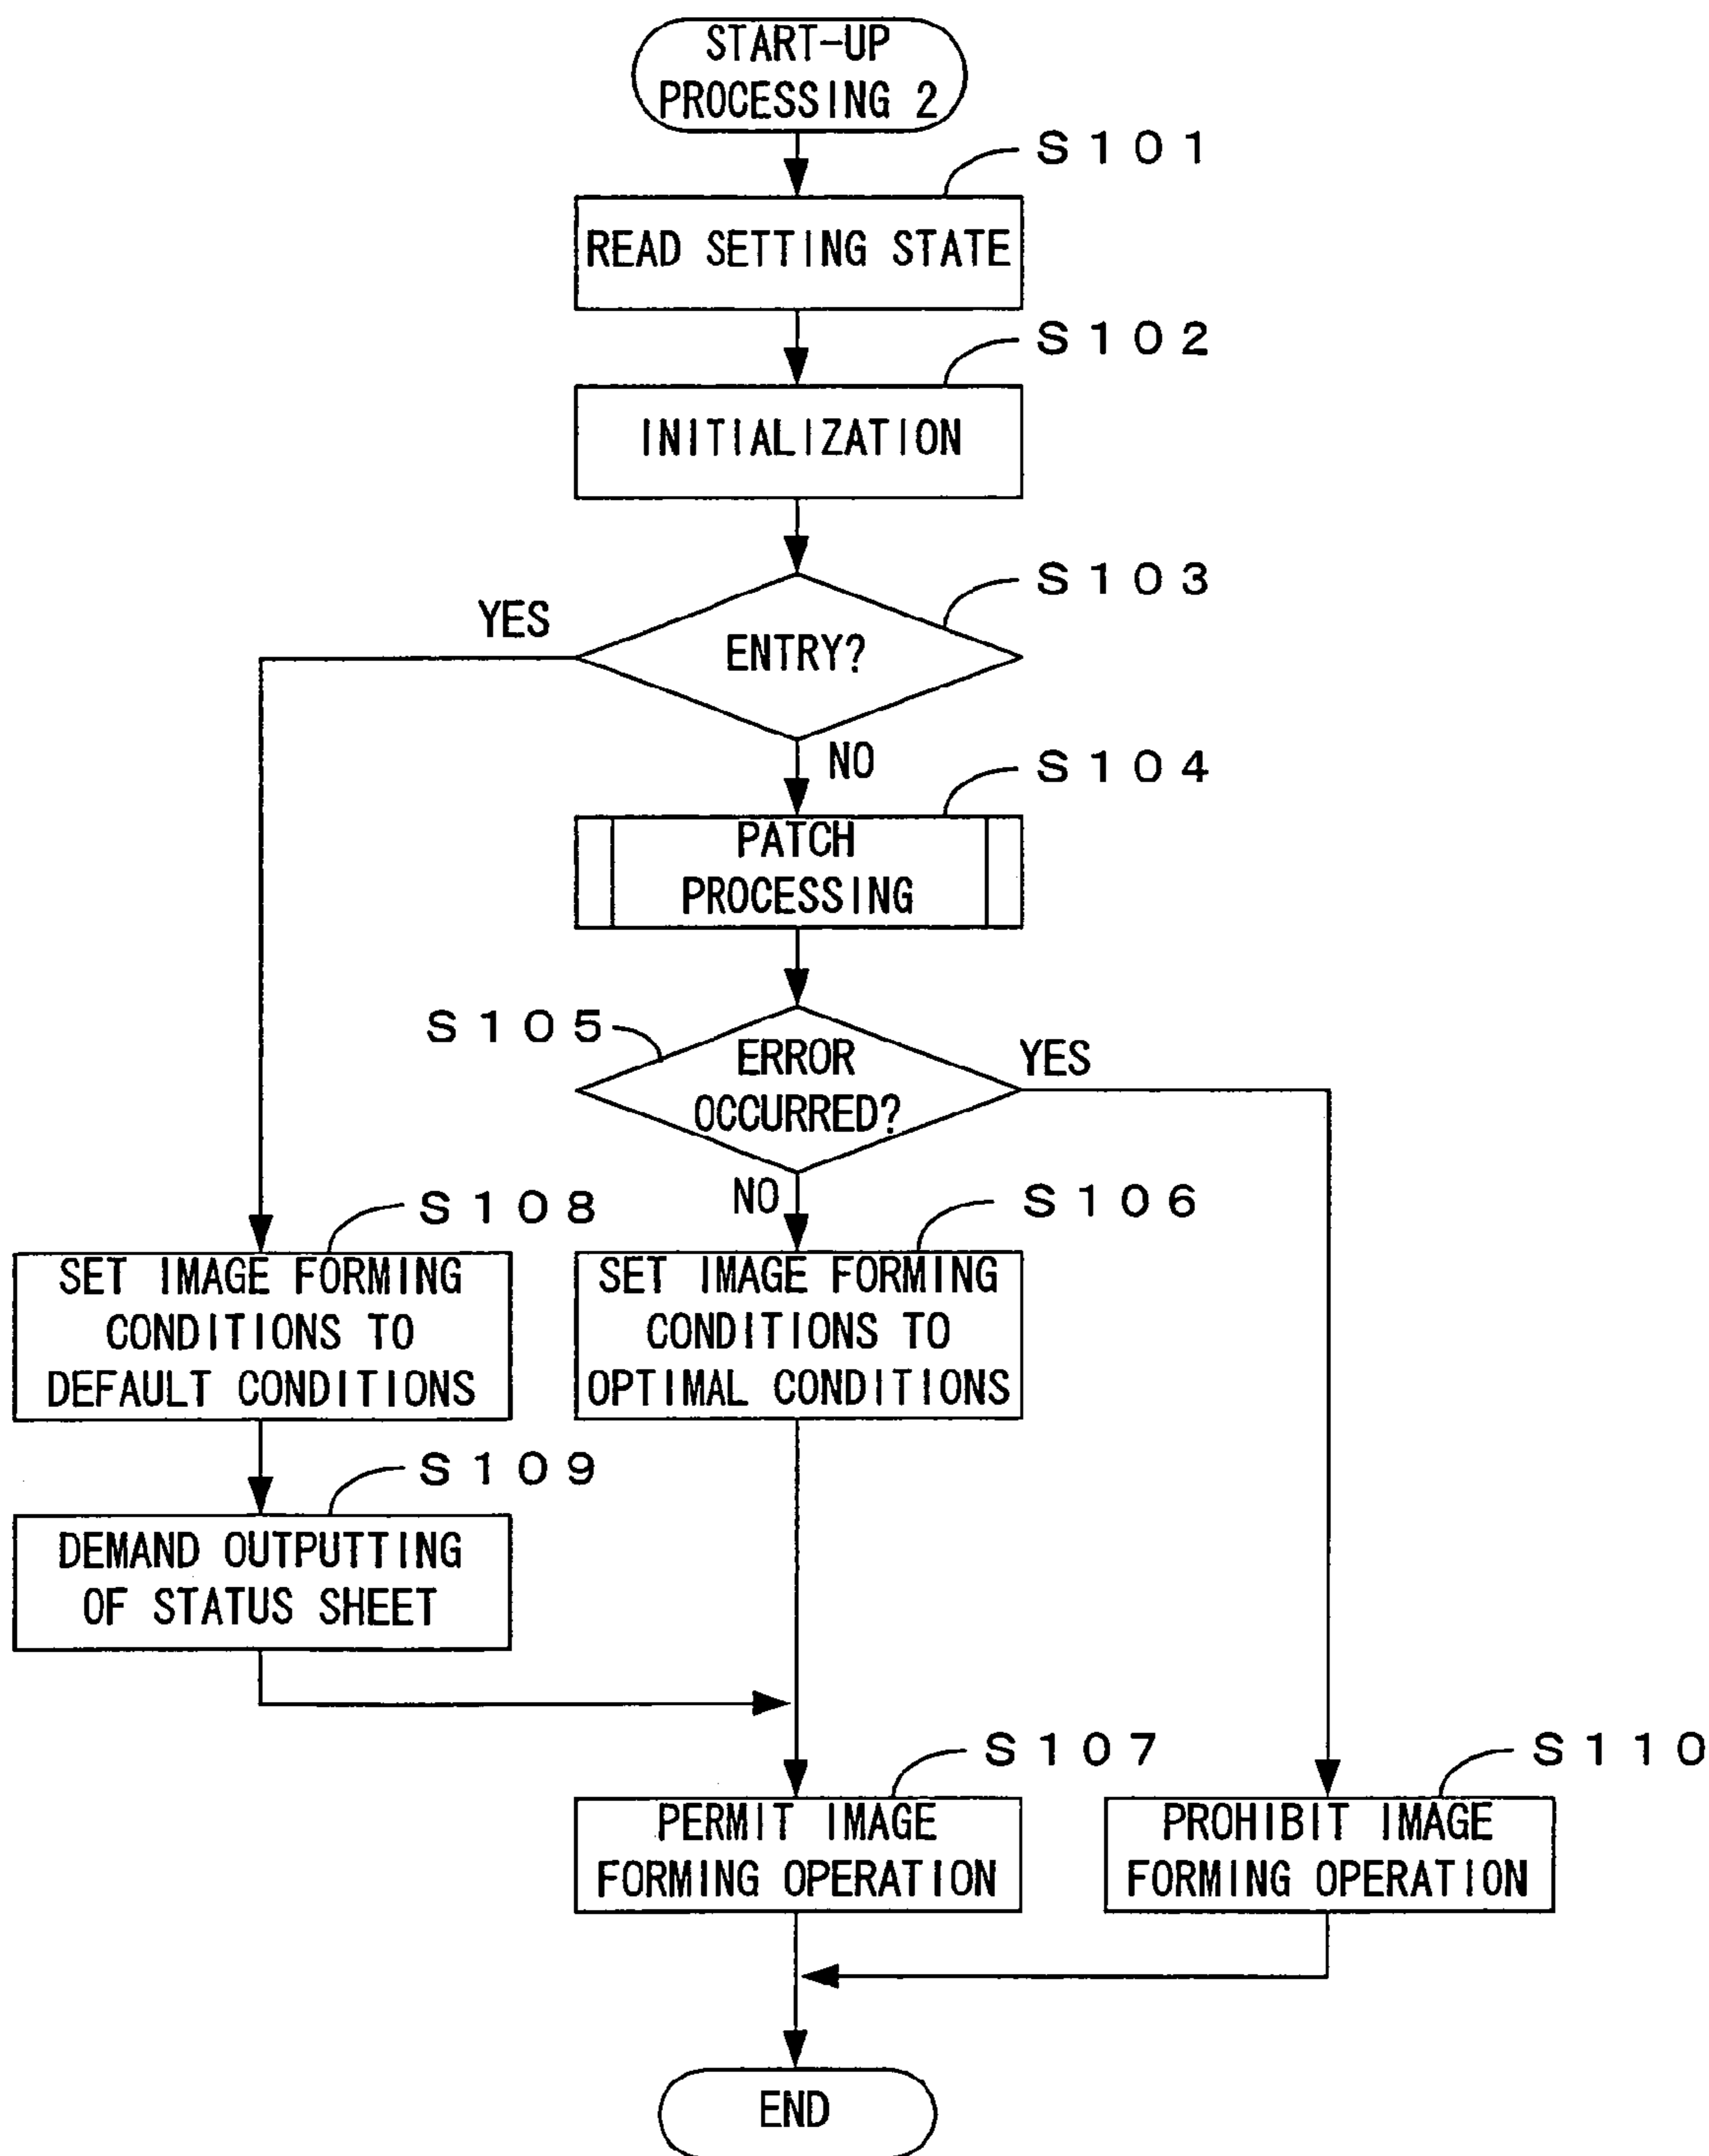 START-UP
PROCESSING 2
S101
READ SETTING STATE
S102
INITIALIZATION
S103
YES
ENTRY?
NO
S104
PATCH
PROCESSING
S105
ERROR
OCCURRED?
YES
NO
S108
S106
SET IMAGE FORMING
CONDITIONS TO
DEFAULT CONDITIONS
SET IMAGE FORMING
CONDITIONS TO
OPTIMAL CONDITIONS
S109
DEMAND OUTPUTTING
OF STATUS SHEET
S107
S110
PERMIT IMAGE
FORMING OPERATION
PROHIBIT IMAGE
FORMING OPERATION
END